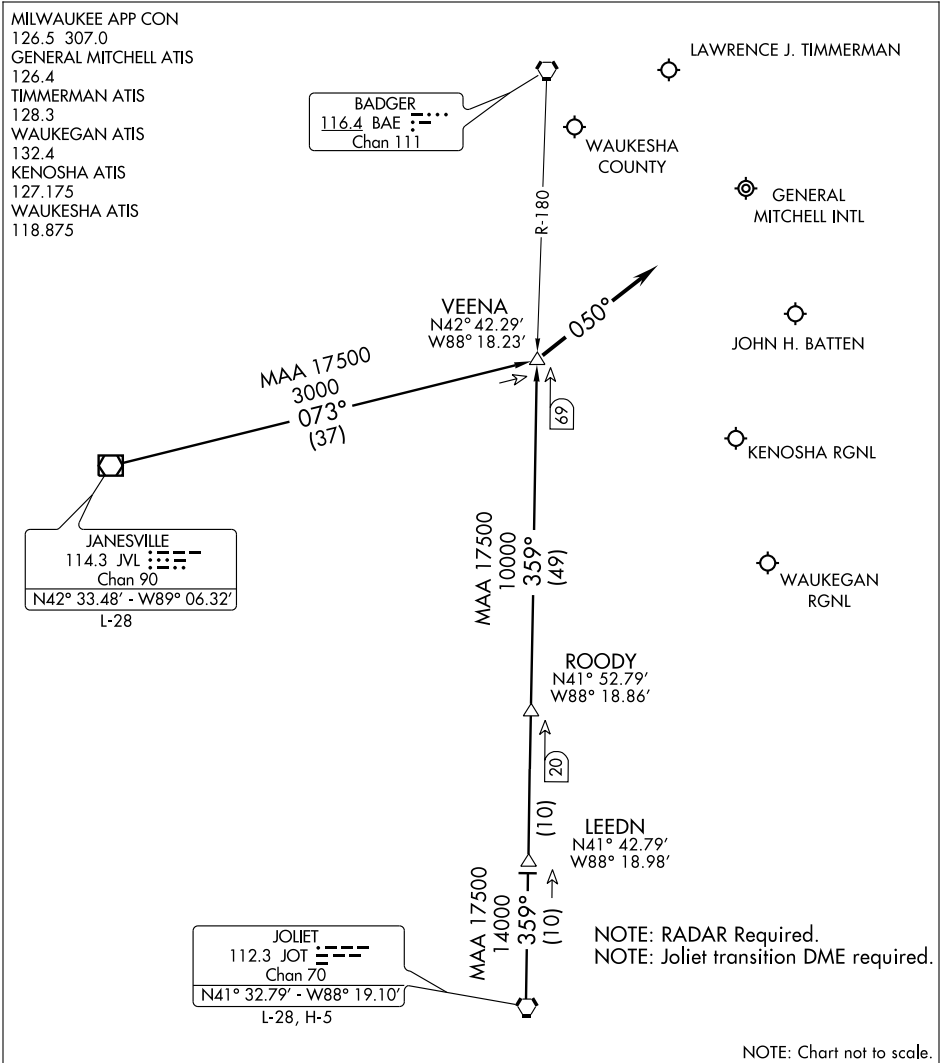 MILWAUKEE APP CON
126.5 307.0
GENERAL MITCHELL ATIS
126.4
TIMMERMAN ATIS
128.3
WAUKEGAN ATIS
132.4
KENOSHA ATIS
127.175
WAUKESHA ATIS
118.875
BADGER
116.4 BAE
Chan 111
LAWRENCE J. TIMMERMAN
WAUKESHA
COUNTY
GENERAL
MITCHELL INTL
R-180
VEENA
N42° 42.29′
W88° 18.23′
050°
JOHN H. BATTEN
MAA 17500
3000
073°
(37)
69
KENOSHA RGNL
JANESVILLE
114.3 JVL
Chan 90
N42° 33.48′ - W89° 06.32′
L-28
MAA 17500
10000
359°
(49)
WAUKEGAN
RGNL
ROODY
N41° 52.79′
W88° 18.86′
20
(10)
LEEDN
N41° 42.79′
W88° 18.98′
MAA 17500
14000
359°
(10)
JOLIET
112.3 JOT
Chan 70
N41° 32.79′ - W88° 19.10′
L-28, H-5
NOTE: RADAR Required.
NOTE: Joliet transition DME required.
NOTE: Chart not to scale.